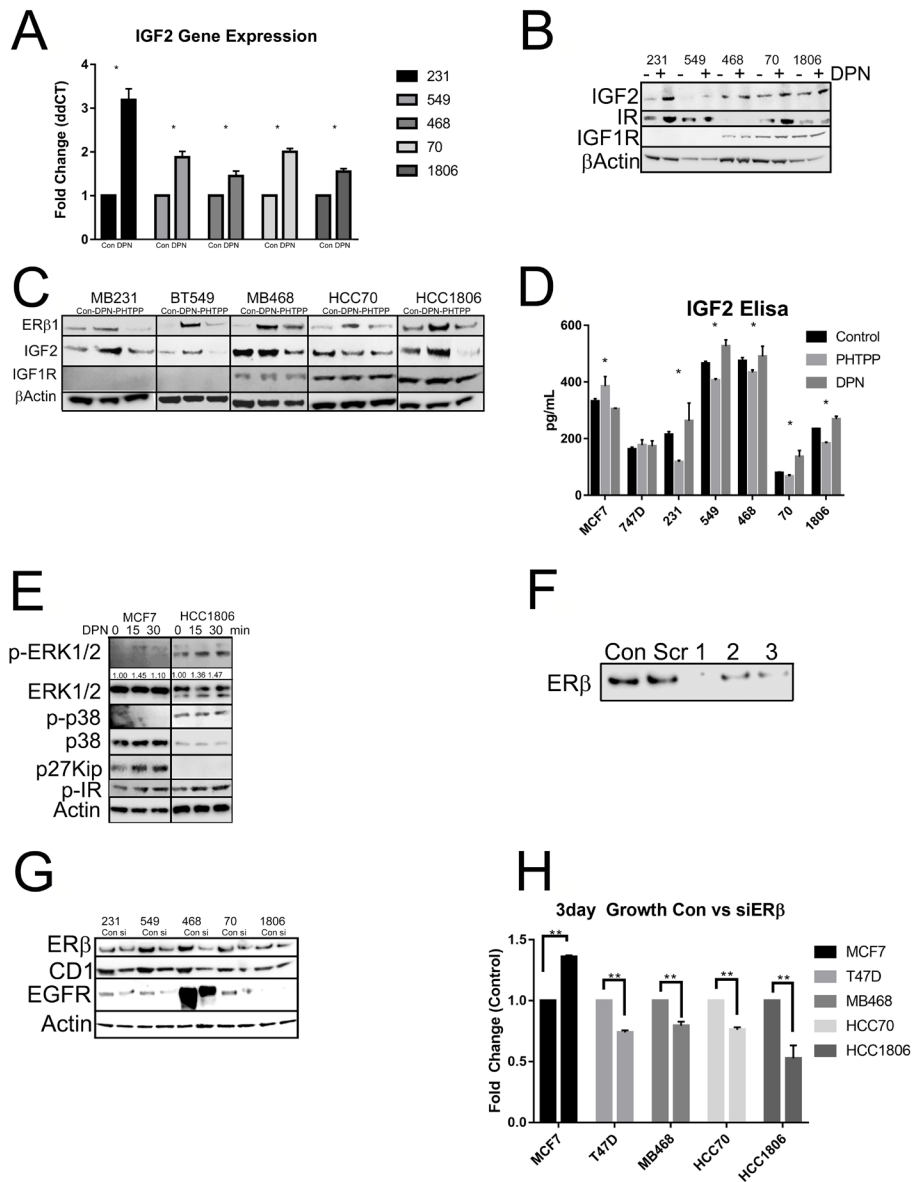 A
IGF2 Gene Expression
Fold Change (ddCT)
4
3
2
1
0
*
*
*
*
*
Con DPN
Con DPN
Con DPN
Con DPN
Con DPN
231
549
468
70
1806
B
231 549 468 70 1806
- + - + - + - + - + DPN
IGF2
IR
IGF1R
βActin
C
MB231 BT549 MB468 HCC70 HCC1806
Con-DPN-PHTPP Con-DPN-PHTPP Con-DPN-PHTPP Con-DPN-PHTPP Con-DPN-PHTPP
ERβ1
IGF2
IGF1R
βActin
D
IGF2 Elisa
pg/mL
600
400
200
0
*
*
*
*
*
*
MCF7
747D
231
549
468
70
1806
Control
PHTPP
DPN
E
MCF7 HCC1806
DPN 0 15 30 0 15 30 min
p-ERK1/2
1.00 1.45 1.10 1.00 1.36 1.47
ERK1/2
p-p38
p38
p27Kip
p-IR
Actin
F
Con Scr 1 2 3
ERβ
G
231 549 468 70 1806
Con si Con si Con si Con si Con si
ERβ
CD1
EGFR
Actin
H
3day Growth Con vs siERβ
Fold Change (Control)
1.5
1.0
0.5
0.0
**
**
**
**
**
MCF7
T47D
MB468
HCC70
HCC1806
MCF7
T47D
MB468
HCC70
HCC1806